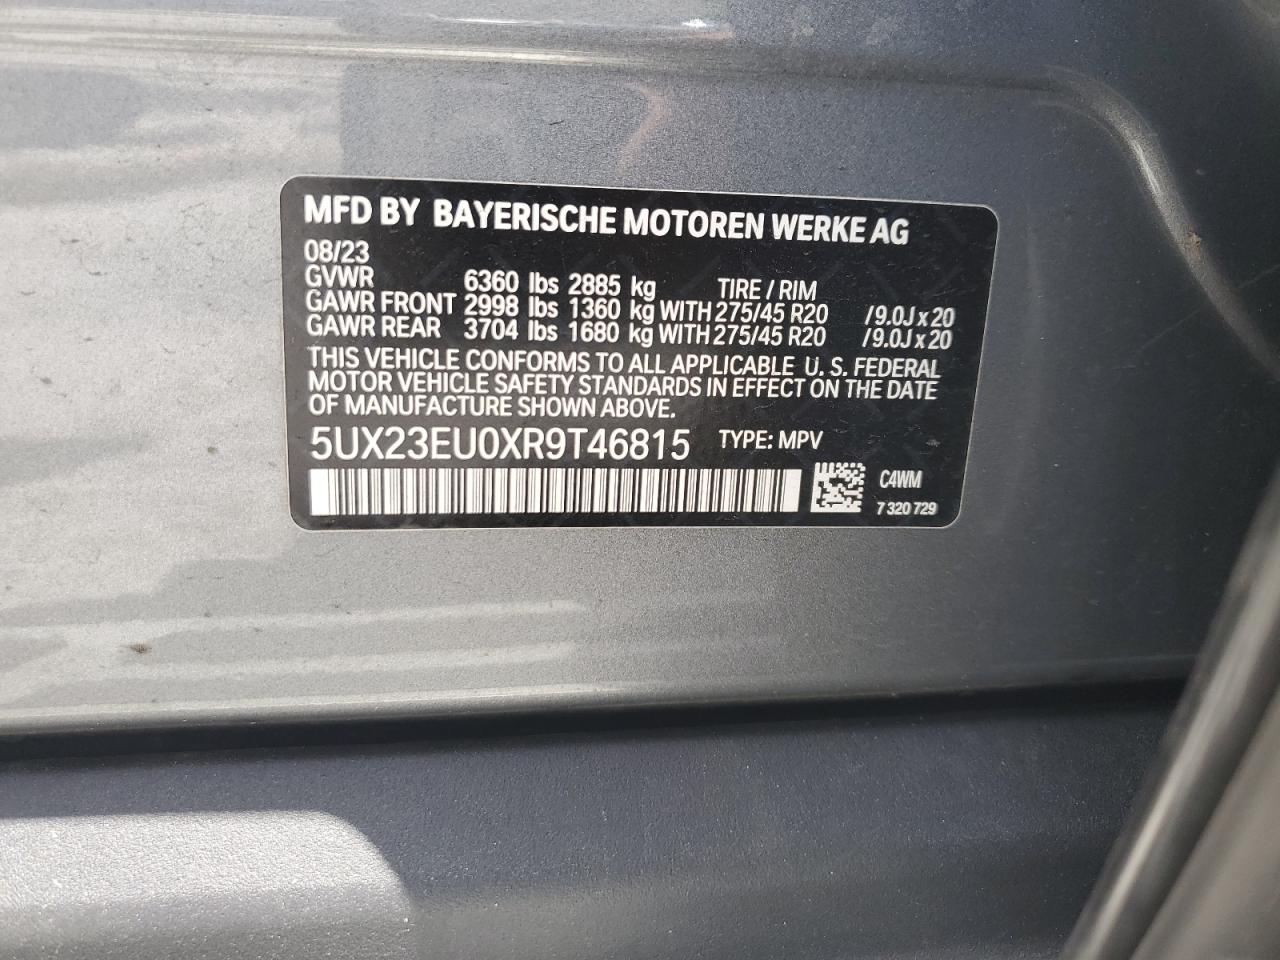 MFD BY BAYERISCHE MOTOREN WERKE AG
08/23
GVWR 6360 lbs 2885 kg TIRE / RIM
GAWR FRONT 2998 lbs 1360 kg WITH 275/45 R20 /9.0J x 20
GAWR REAR 3704 lbs 1680 kg WITH 275/45 R20 /9.0J x 20
THIS VEHICLE CONFORMS TO ALL APPLICABLE U. S. FEDERAL
MOTOR VEHICLE SAFETY STANDARDS IN EFFECT ON THE DATE
OF MANUFACTURE SHOWN ABOVE.
5UX23EU0XR9T46815 TYPE: MPV
C4WM
7 320 729